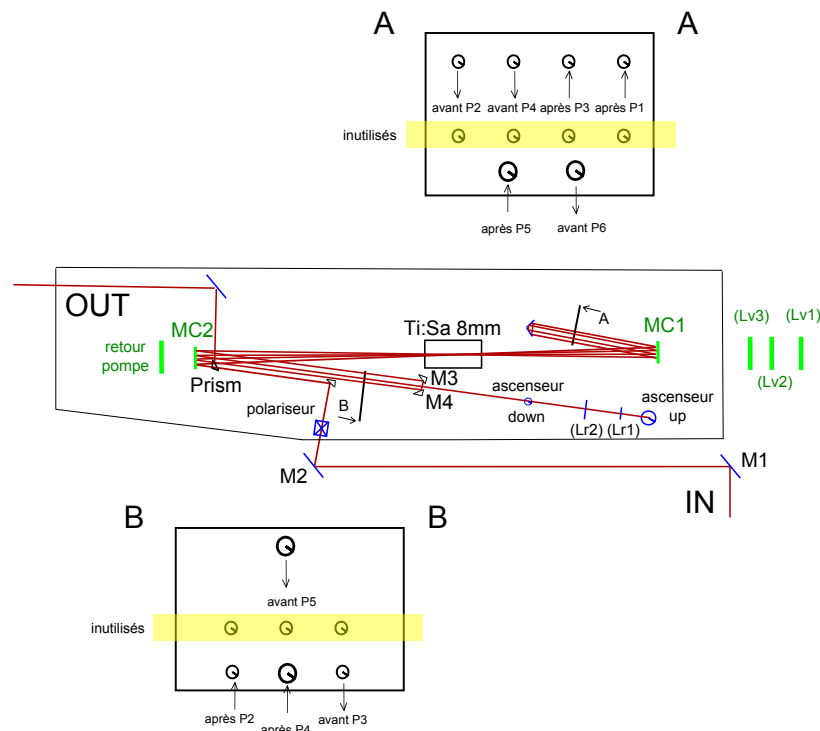 A A
avant P2 avant P4 après P3 après P1
inutilisés
après P5 avant P6
OUT
MC2
Ti:Sa 8mm
A
MC1
(Lv3) (Lv1)
(Lv2)
retour
pompe
Prism
M3
M4
ascenseur
down
ascenseur
up
polariseur
B
(Lr2) (Lr1)
M2
M1
IN
B B
avant P5
inutilisés
après P2 après P4 avant P3